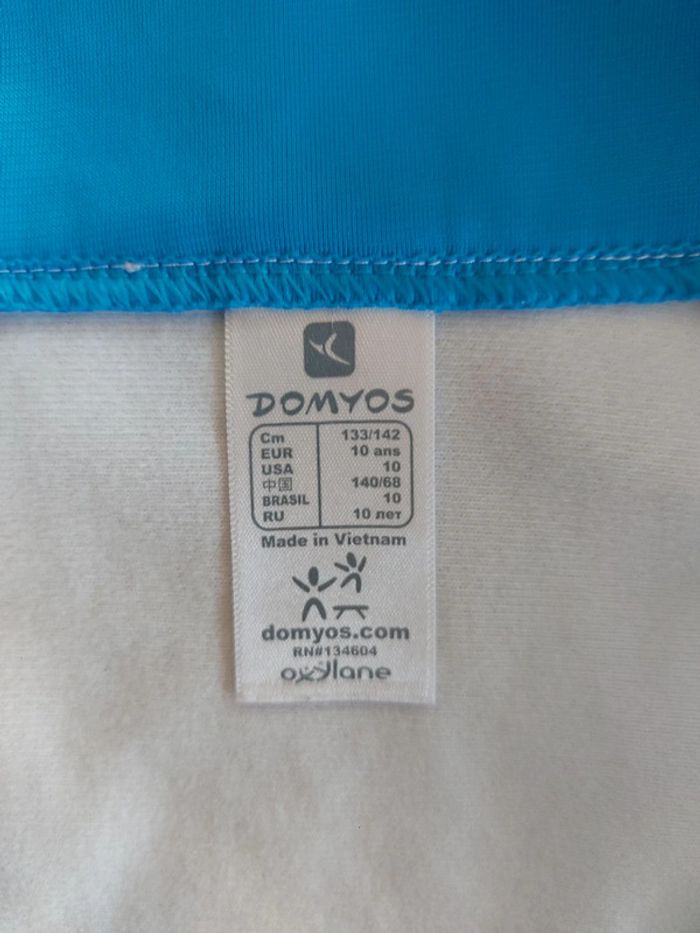 DOMYOS
Cm 133/142
EUR 10 ans
USA 10
中国 140/68
BRASIL 10
RU 10 лет
Made in Vietnam
domyos.com
RN#134604
oxylane